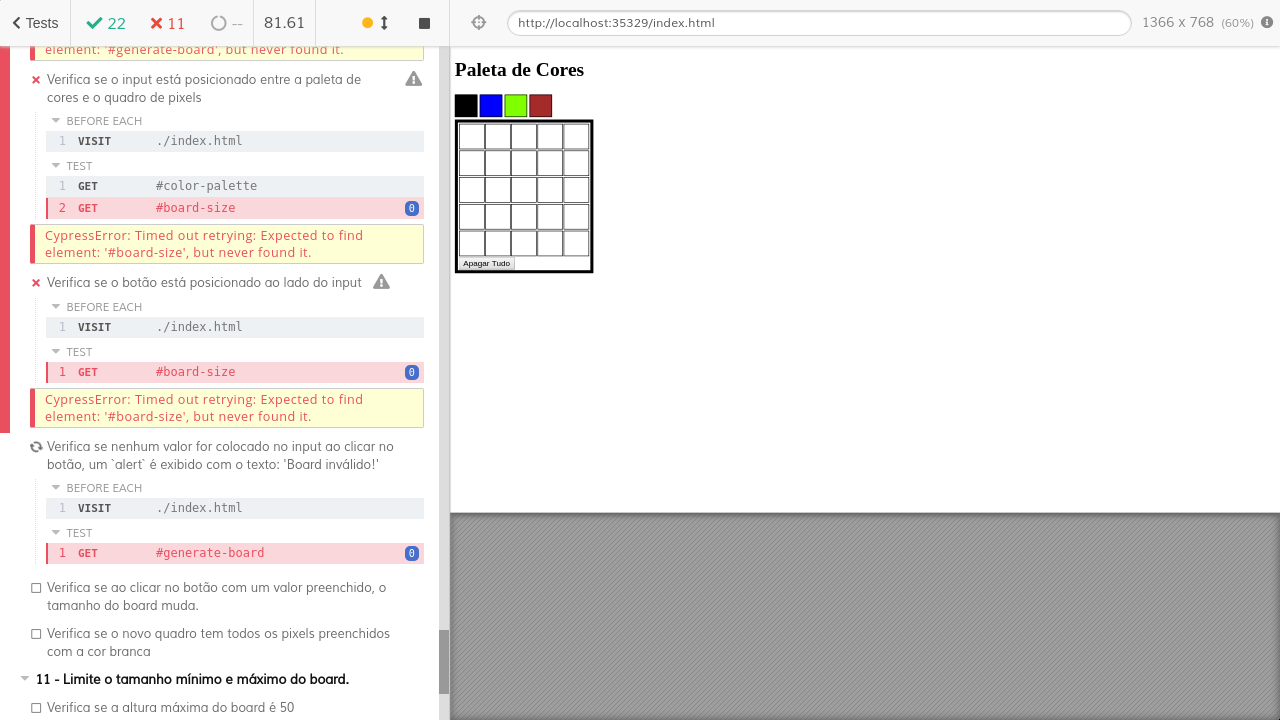 Tests 22 11 -- 81.61 http://localhost:35329/index.html 1366 x 768 (60%)
element: '#generate-board', but never found it.
Verifica se o input está posicionado entre a paleta de
cores e o quadro de pixels
BEFORE EACH
1 VISIT ./index.html
TEST
1 GET #color-palette
2 GET #board-size 0
CypressError: Timed out retrying: Expected to find
element: '#board-size', but never found it.
Verifica se o botão está posicionado ao lado do input
BEFORE EACH
1 VISIT ./index.html
TEST
1 GET #board-size 0
CypressError: Timed out retrying: Expected to find
element: '#board-size', but never found it.
Verifica se nenhum valor for colocado no input ao clicar no
botão, um `alert` é exibido com o texto: 'Board inválido!'
BEFORE EACH
1 VISIT ./index.html
TEST
1 GET #generate-board 0
Verifica se ao clicar no botão com um valor preenchido, o
tamanho do board muda.
Verifica se o novo quadro tem todos os pixels preenchidos
com a cor branca
11 - Limite o tamanho mínimo e máximo do board.
Verifica se a altura máxima do board é 50
Paleta de Cores
Apagar Tudo